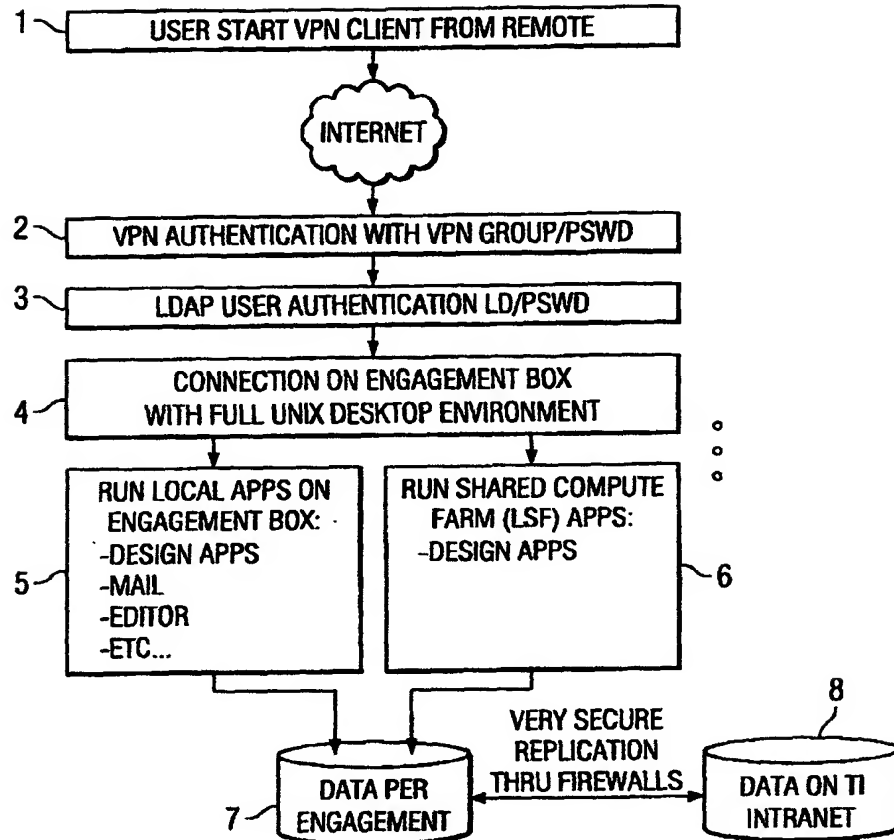 1
USER START VPN CLIENT FROM REMOTE
INTERNET
2
VPN AUTHENTICATION WITH VPN GROUP/PSWD
3
LDAP USER AUTHENTICATION LD/PSWD
4
CONNECTION ON ENGAGEMENT BOX
WITH FULL UNIX DESKTOP ENVIRONMENT
5
RUN LOCAL APPS ON
ENGAGEMENT BOX:
-DESIGN APPS
-MAIL
-EDITOR
-ETC...
RUN SHARED COMPUTE
FARM (LSF) APPS:
-DESIGN APPS
6
7
DATA PER
ENGAGEMENT
VERY SECURE
REPLICATION
THRU FIREWALLS
8
DATA ON TI
INTRANET